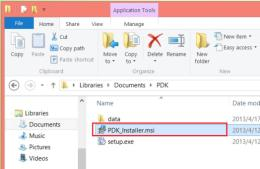 Application Tools
File Home Share View Manage
Copy Paste Cut Copy path Paste shortcut Move to Copy to Delete Rename New folder New item Easy access
Clipboard Organize New
Libraries Documents PDK
Name Date mod
Libraries data 2013/4/17
Documents PDK_Installer.msi 2013/4/12
Music setup.exe 2013/4/12
Pictures
Videos